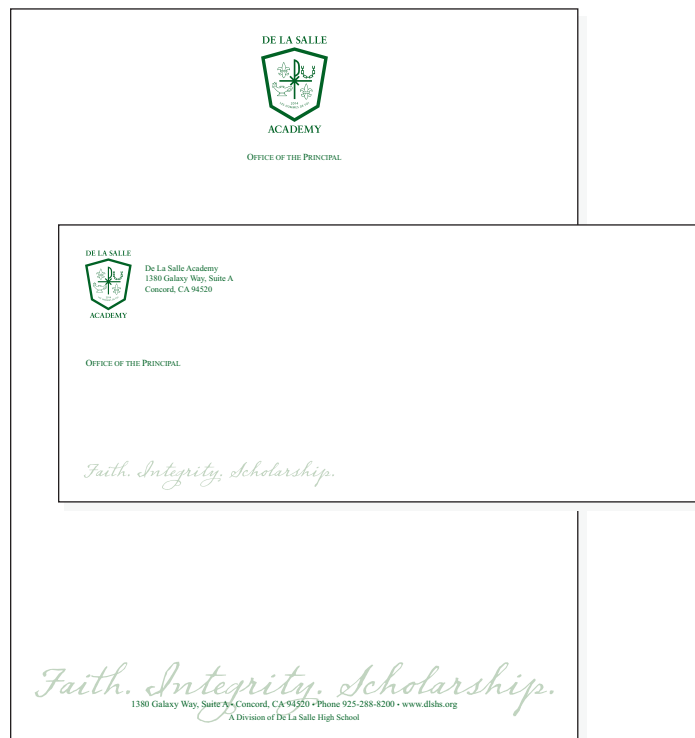 DE LA SALLE
ACADEMY
OFFICE OF THE PRINCIPAL
DE LA SALLE
ACADEMY
De La Salle Academy
1380 Galaxy Way, Suite A
Concord, CA 94520
OFFICE OF THE PRINCIPAL
Faith. Integrity. Scholarship.
Faith. Integrity. Scholarship.
1380 Galaxy Way, Suite A • Concord, CA 94520 • Phone 925-288-8200 • www.dlshs.org
A Division of De La Salle High School